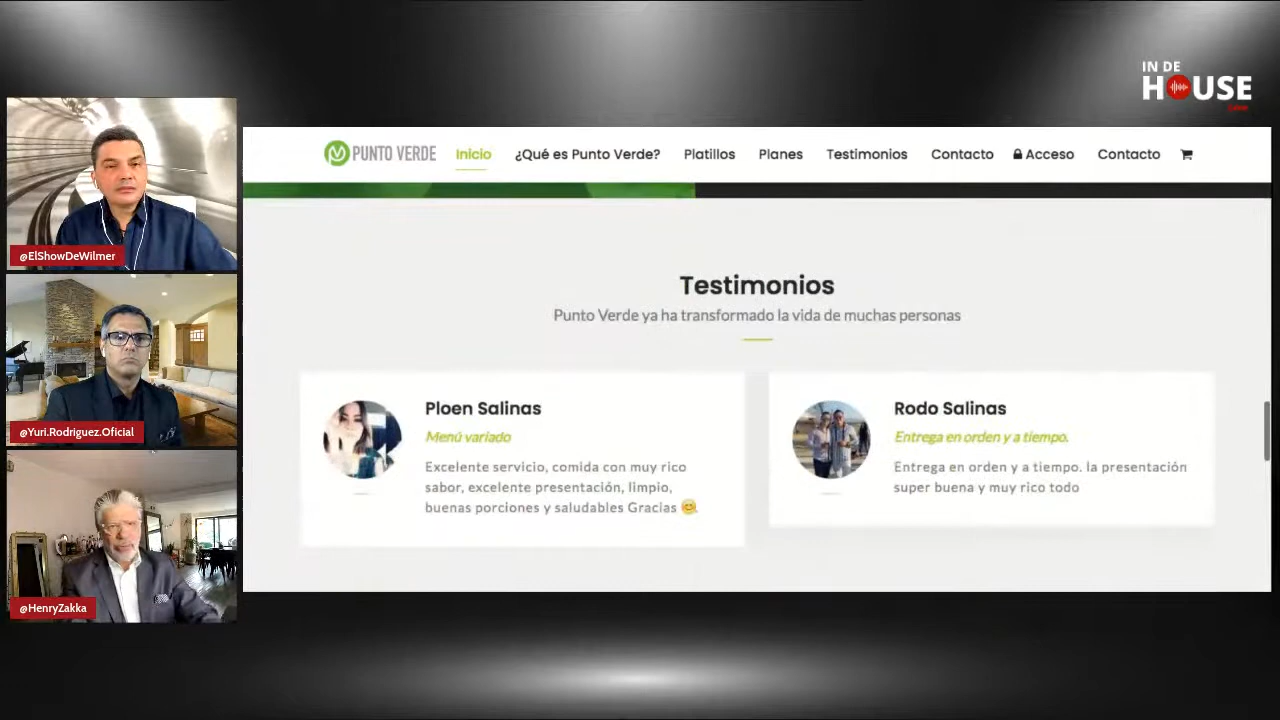 IN DE
HOUSE
PUNTO VERDE
Inicio
¿Qué es Punto Verde?
Platillos
Planes
Testimonios
Contacto
Acceso
Contacto
@ElShowDeWilmer
@Yuri.Rodriguez.Oficial
@HenryZakka
Testimonios
Punto Verde ya ha transformado la vida de muchas personas
Ploen Salinas
Menú variado
Excelente servicio, comida con muy rico
sabor, excelente presentación, limpio,
buenas porciones y saludables Gracias 🤗
Rodo Salinas
Entrega en orden y a tiempo.
Entrega en orden y a tiempo. la presentación
super buena y muy rico todo